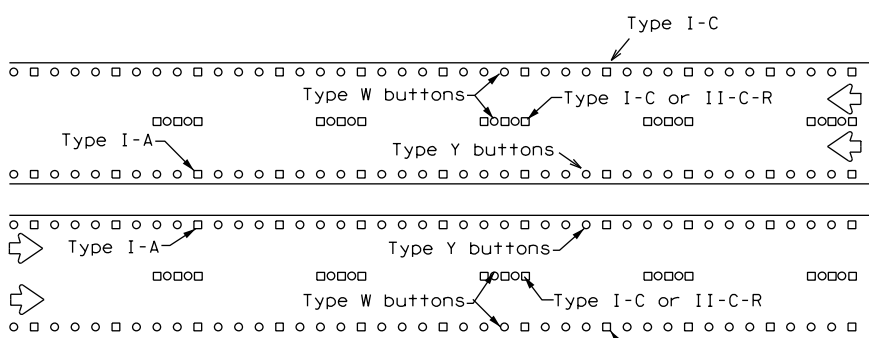 Type I-C
Type W buttons
Type I-C or II-C-R
Type I-A
Type Y buttons
Type I-A
Type Y buttons
Type W buttons
Type I-C or II-C-R